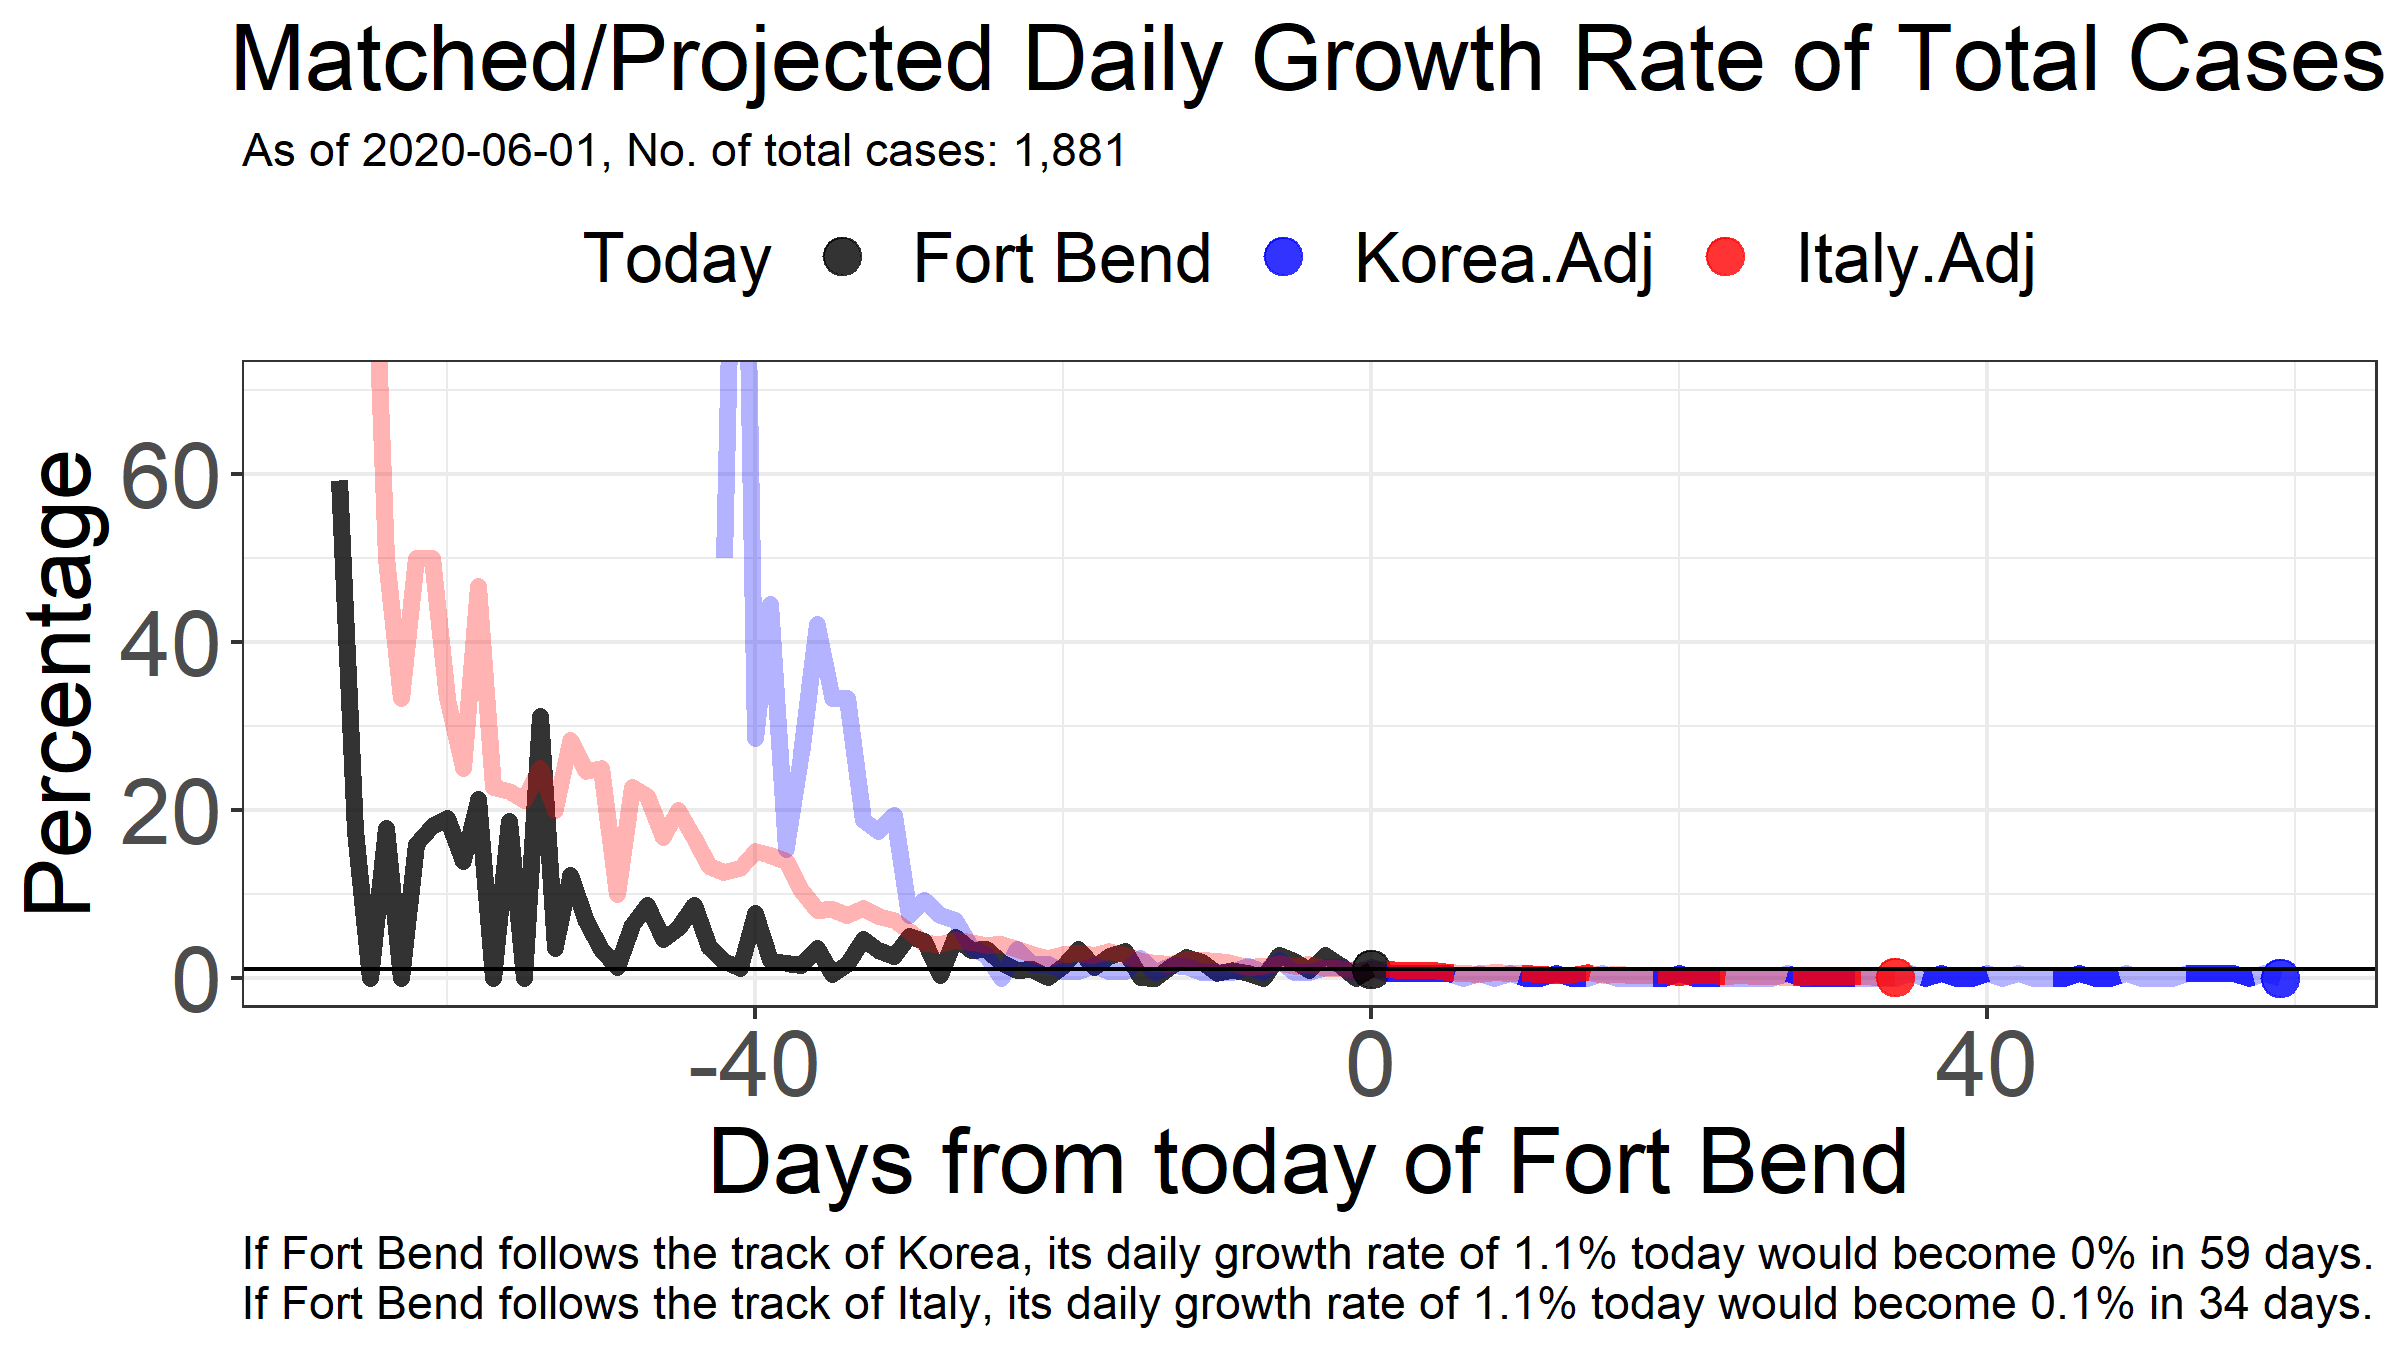 Matched/Projected Daily Growth Rate of Total Cases
As of 2020-06-01, No. of total cases: 1,881
Today Fort Bend Korea.Adj Italy.Adj
Percentage
60
40
20
0
-40 0 40
Days from today of Fort Bend
If Fort Bend follows the track of Korea, its daily growth rate of 1.1% today would become 0% in 59 days.
If Fort Bend follows the track of Italy, its daily growth rate of 1.1% today would become 0.1% in 34 days.